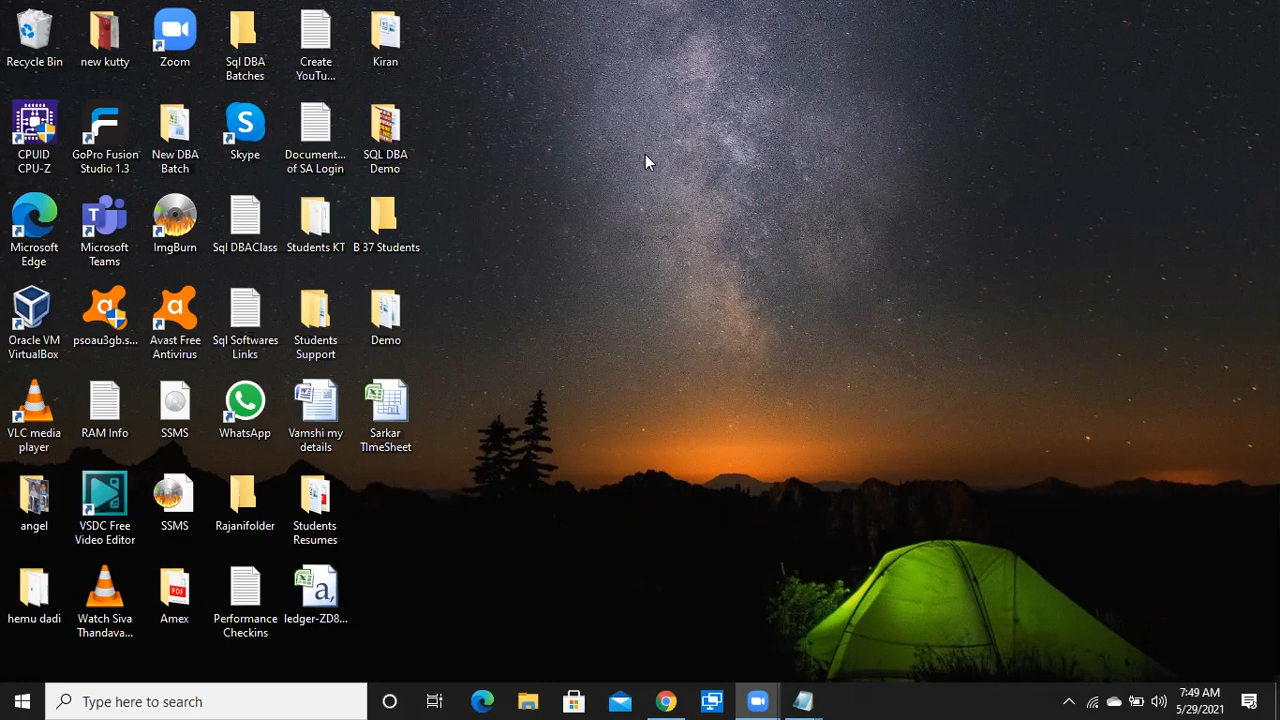 Recycle Bin
new kutty
Zoom
Sql DBA
Batches
Create
YouTu...
Kiran
CPUID
CPU-Z
GoPro Fusion
Studio 1.3
New DBA
Batch
Skype
Document...
of SA Login
SQL DBA
Demo
Microsoft
Edge
Microsoft
Teams
ImgBurn
Sql DBAClass
Students KT
B 37 Students
Oracle VM
VirtualBox
psoau3gb.s...
Avast Free
Antivirus
Sql Softwares
Links
Students
Support
Demo
VLC media
player
RAM Info
SSMS
WhatsApp
Vamshi my
details
Sarkar
TImeSheet
angel
VSDC Free
Video Editor
SSMS
Rajanifolder
Students
Resumes
hemu dadi
Watch Siva
Thandava...
PDF
Amex
Performance
Checkins
a,
ledger-ZD8...
Type here to search
7:49 AM
5/29/2021